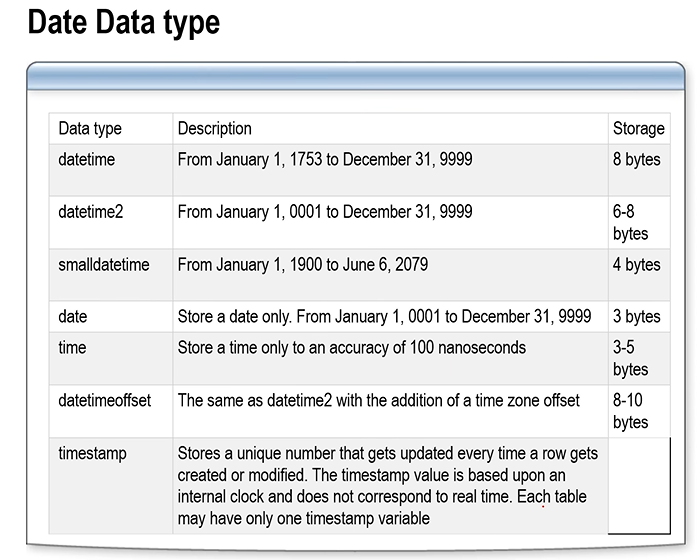 Date Data type
Data type Description Storage
datetime From January 1, 1753 to December 31, 9999 8 bytes
datetime2 From January 1, 0001 to December 31, 9999 6-8
bytes
smalldatetime From January 1, 1900 to June 6, 2079 4 bytes
date Store a date only. From January 1, 0001 to December 31, 9999 3 bytes
time Store a time only to an accuracy of 100 nanoseconds 3-5
bytes
datetimeoffset The same as datetime2 with the addition of a time zone offset 8-10
bytes
timestamp Stores a unique number that gets updated every time a row gets
created or modified. The timestamp value is based upon an
internal clock and does not correspond to real time. Each table
may have only one timestamp variable